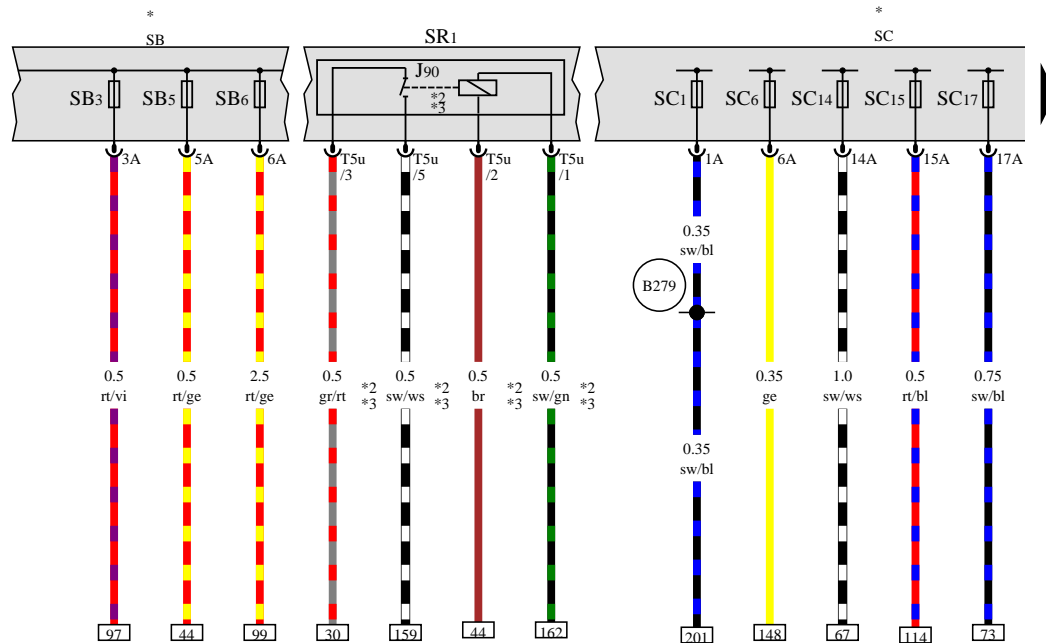 * *
SB SR1 SC
J90
*2
*3
SB3 SB5 SB6 SC1 SC6 SC14 SC15 SC17
3A 5A 6A T5u T5u T5u T5u 1A 6A 14A 15A 17A
/3 /5 /2 /1
0.35
sw/bl
B279
0.5 0.5 2.5 0.5 0.5 0.5 0.5 0.35 1.0 0.5 0.75
rt/vi rt/ge rt/ge gr/rt *2 sw/ws *2 br *2 sw/gn *2 ge sw/ws rt/bl sw/bl
*3 *3 *3 *3
0.35
sw/bl
97 44 99 30 159 44 162 201 148 67 114 73